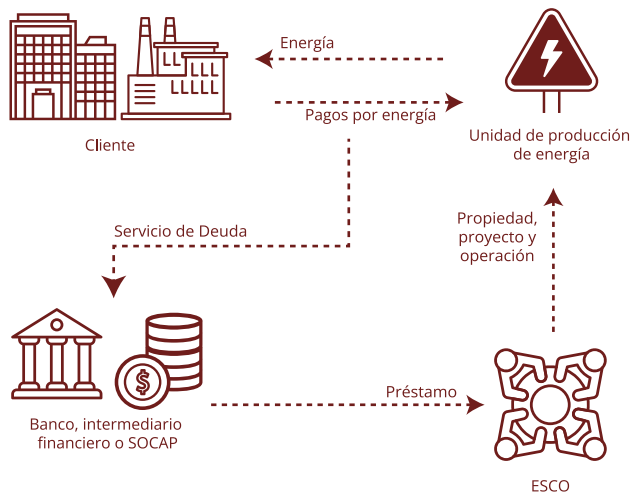 Energía
Pagos por energía
Cliente
Unidad de producción
de energía
Servicio de Deuda
Propiedad,
proyecto y
operación
$
Préstamo
Banco, intermediario
financiero o SOCAP
ESCO